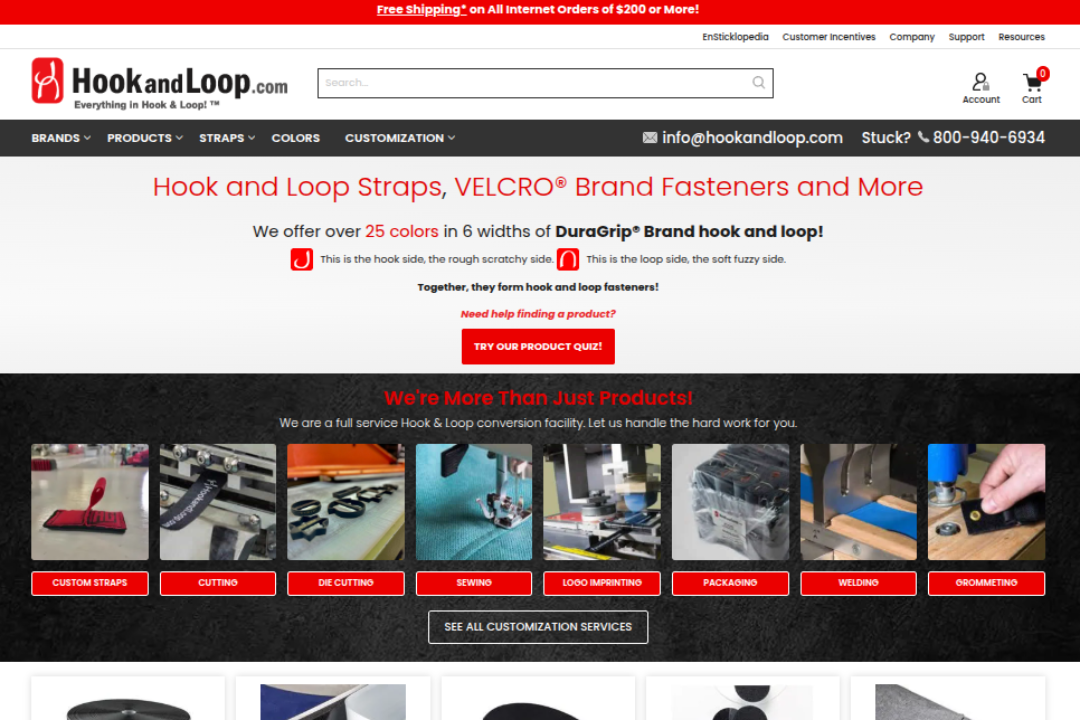 Free Shipping* on All Internet Orders of $200 or More!
EnSticklopedia Customer Incentives Company Support Resources
HookandLoop.com
Everything in Hook & Loop! ™
Search...
0
Account Cart
BRANDS PRODUCTS STRAPS COLORS CUSTOMIZATION info@hookandloop.com Stuck? 800-940-6934
Hook and Loop Straps, VELCRO® Brand Fasteners and More
We offer over 25 colors in 6 widths of DuraGrip® Brand hook and loop!
This is the hook side, the rough scratchy side. This is the loop side, the soft fuzzy side.
Together, they form hook and loop fasteners!
Need help finding a product?
TRY OUR PRODUCT QUIZ!
We're More Than Just Products!
We are a full service Hook & Loop conversion facility. Let us handle the hard work for you.
CUSTOM STRAPS CUTTING DIE CUTTING SEWING LOGO IMPRINTING PACKAGING WELDING GROMMETING
SEE ALL CUSTOMIZATION SERVICES